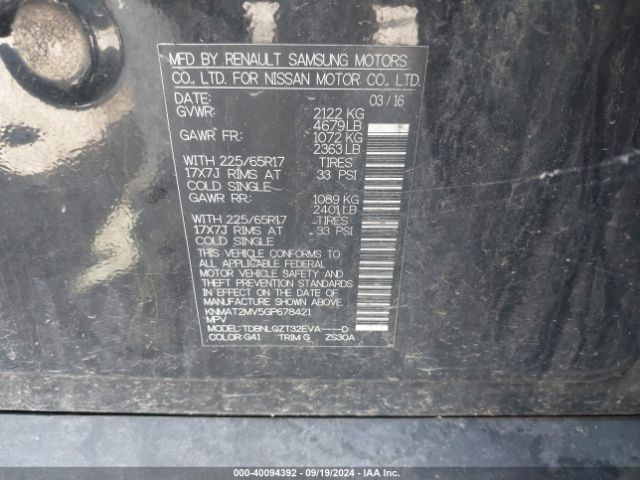 MFD BY RENAULT SAMSUNG MOTORS
CO., LTD. FOR NISSAN MOTOR CO., LTD.
DATE: 03/16
GVWR: 2122 KG
4679 LB
GAWR FR: 1072 KG
2363 LB
WITH 225/65R17 TIRES
17X7J RIMS AT 33 PSI
COLD SINGLE
GAWR RR: 1089 KG
2401 LB
WITH 225/65R17 TIRES
17X7J RIMS AT 33 PSI
COLD SINGLE
THIS VEHICLE CONFORMS TO
ALL APPLICABLE FEDERAL
MOTOR VEHICLE SAFETY AND
THEFT PREVENTION STANDARDS
IN EFFECT ON THE DATE OF
MANUFACTURE SHOWN ABOVE.
KNMAT2MV5GP678421
MPV
MODEL: TDBNLQZT32EVA----D
COLOR: G41 TRIM: G ZS30A
000-40094392 - 09/19/2024 - IAA Inc.